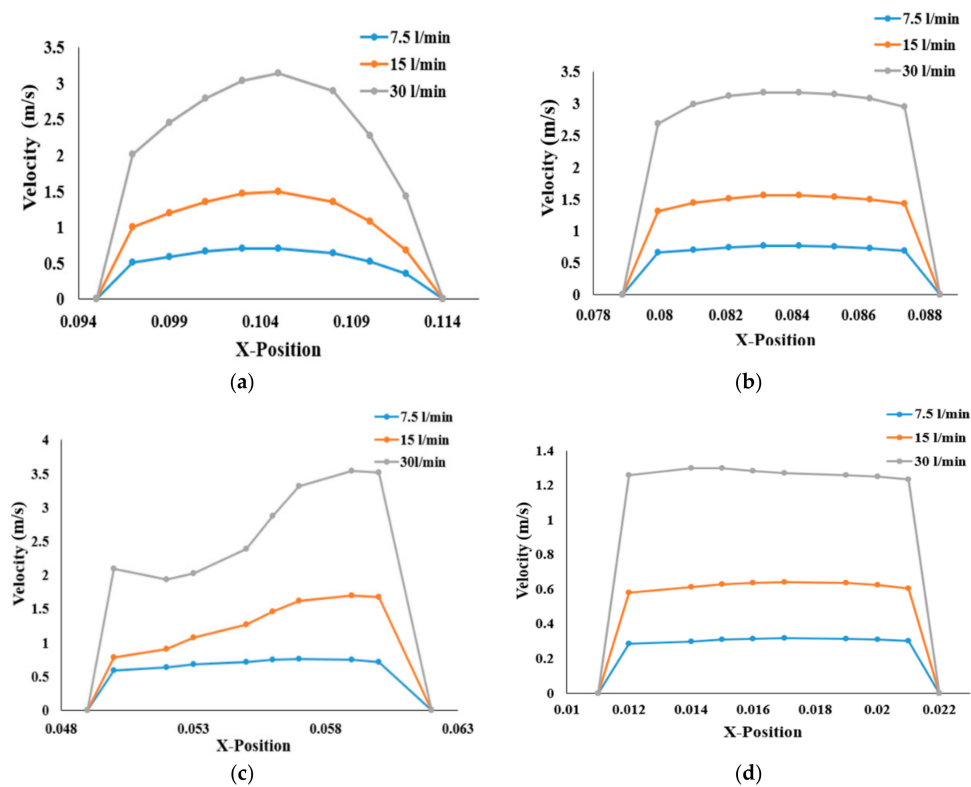 7.5 l/min
15 l/min
30 l/min
Velocity (m/s)
3.5
3
2.5
2
1.5
1
0.5
0
0.094 0.099 0.104 0.109 0.114
X-Position
(a)
7.5 l/min
15 l/min
30 l/min
Velocity (m/s)
3.5
3
2.5
2
1.5
1
0.5
0
0.078 0.08 0.082 0.084 0.086 0.088
X-Position
(b)
7.5 l/min
15 l/min
30l/min
Velocity (m/s)
4
3.5
3
2.5
2
1.5
1
0.5
0
0.048 0.053 0.058 0.063
X-Position
(c)
7.5 l/min
15 l/min
30 l/min
Velocity (m/s)
1.4
1.2
1
0.8
0.6
0.4
0.2
0
0.01 0.012 0.014 0.016 0.018 0.02 0.022
X-Position
(d)